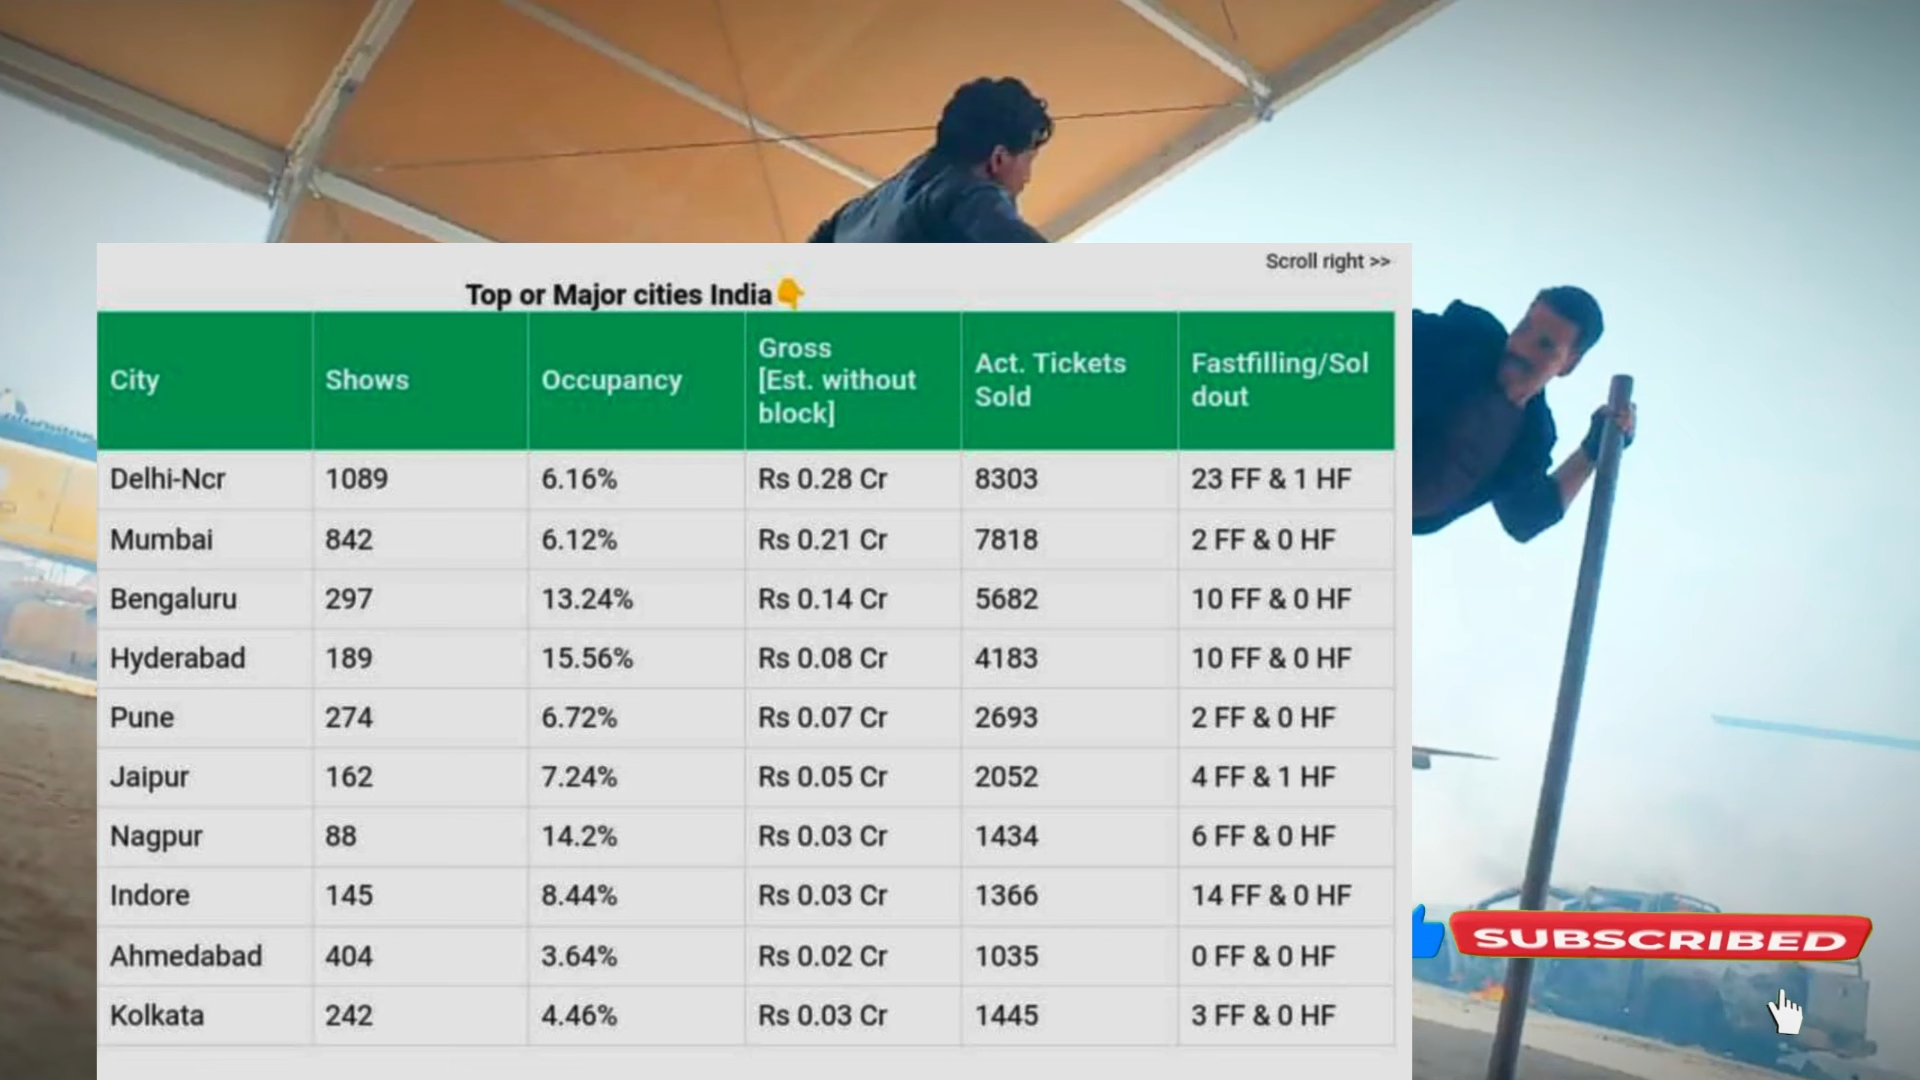 Scroll right >>
Top or Major cities India👇
City Shows Occupancy Gross [Est. without block] Act. Tickets Sold Fastfilling/Soldout
Delhi-Ncr 1089 6.16% Rs 0.28 Cr 8303 23 FF & 1 HF
Mumbai 842 6.12% Rs 0.21 Cr 7818 2 FF & 0 HF
Bengaluru 297 13.24% Rs 0.14 Cr 5682 10 FF & 0 HF
Hyderabad 189 15.56% Rs 0.08 Cr 4183 10 FF & 0 HF
Pune 274 6.72% Rs 0.07 Cr 2693 2 FF & 0 HF
Jaipur 162 7.24% Rs 0.05 Cr 2052 4 FF & 1 HF
Nagpur 88 14.2% Rs 0.03 Cr 1434 6 FF & 0 HF
Indore 145 8.44% Rs 0.03 Cr 1366 14 FF & 0 HF
Ahmedabad 404 3.64% Rs 0.02 Cr 1035 0 FF & 0 HF
Kolkata 242 4.46% Rs 0.03 Cr 1445 3 FF & 0 HF
SUBSCRIBED